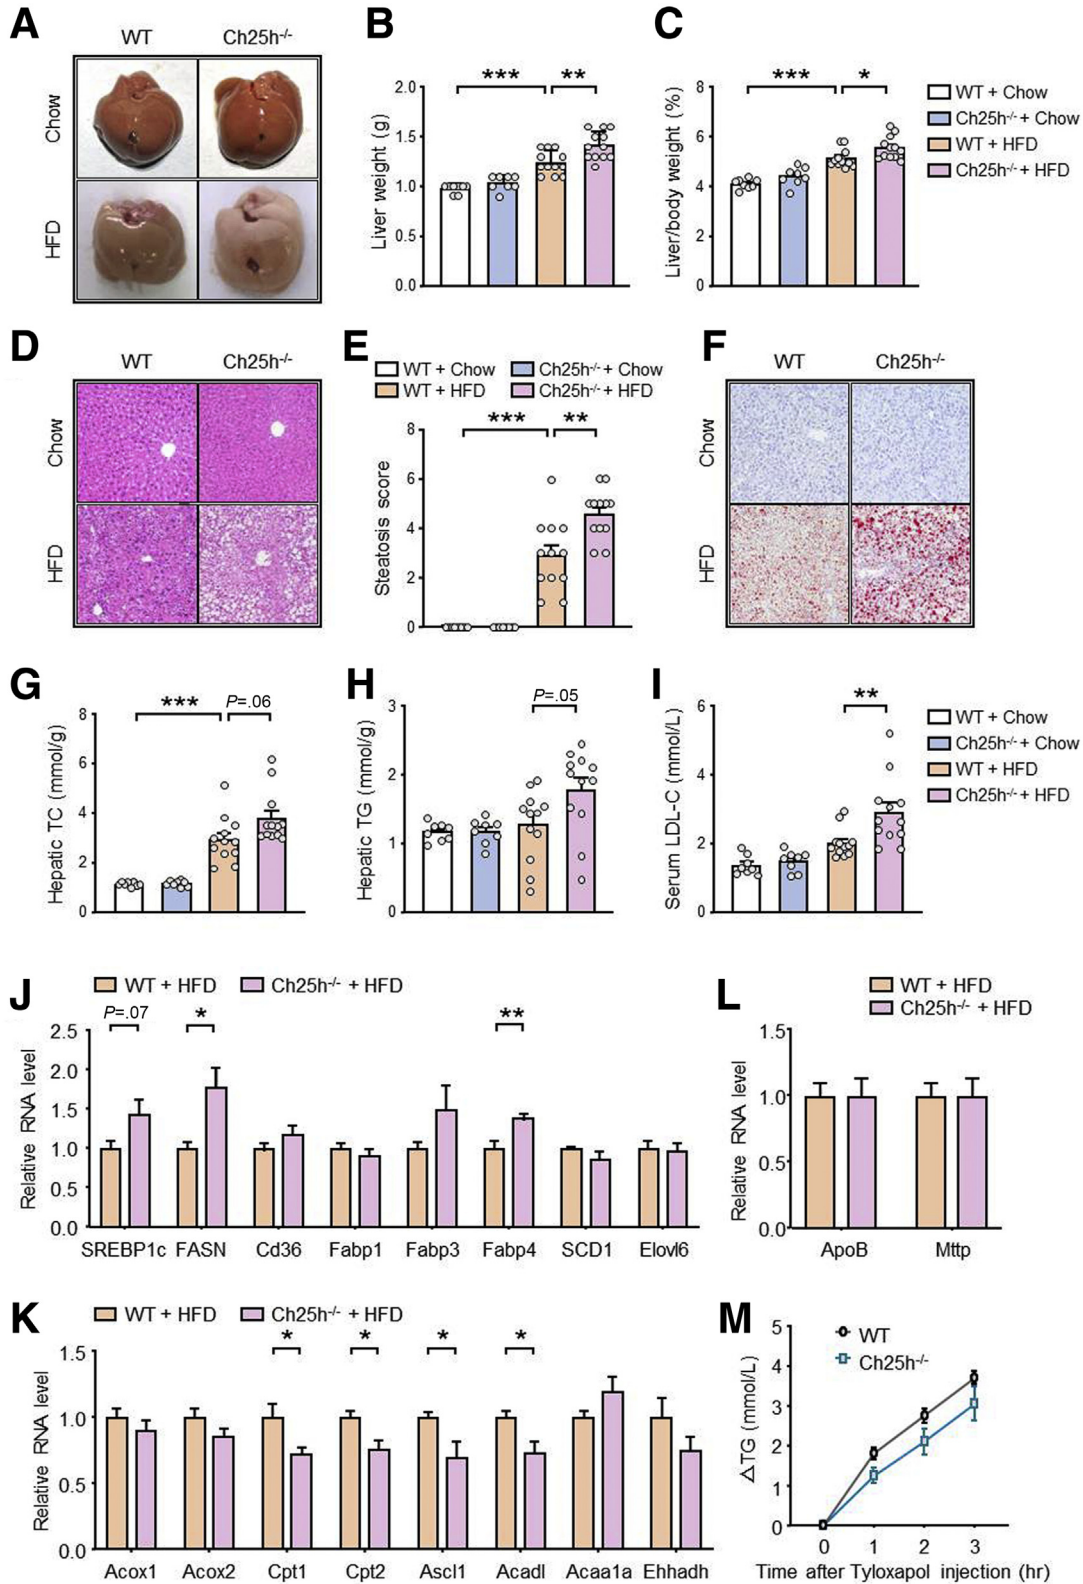 A
WT
Ch25h-/-
Chow
HFD
B
***
**
2.0
1.5
1.0
0.5
0.0
Liver weight (g)
C
***
*
8
6
4
2
0
Liver/body weight (%)
WT + Chow
Ch25h-/- + Chow
WT + HFD
Ch25h-/- + HFD
D
WT
Ch25h-/-
Chow
HFD
E
WT + Chow
Ch25h-/- + Chow
WT + HFD
Ch25h-/- + HFD
***
**
8
6
4
2
0
Steatosis score
F
WT
Ch25h-/-
Chow
HFD
G
***
P=.06
8
6
4
2
0
Hepatic TC (mmol/g)
H
P=.05
3
2
1
0
Hepatic TG (mmol/g)
I
**
6
4
2
0
Serum LDL-C (mmol/L)
WT + Chow
Ch25h-/- + Chow
WT + HFD
Ch25h-/- + HFD
J
WT + HFD
Ch25h-/- + HFD
P=.07
*
**
2.5
2.0
1.5
1.0
0.5
0.0
Relative RNA level
SREBP1c FASN Cd36 Fabp1 Fabp3 Fabp4 SCD1 Elovl6
L
WT + HFD
Ch25h-/- + HFD
1.5
1.0
0.5
0.0
Relative RNA level
ApoB Mttp
K
WT + HFD
Ch25h-/- + HFD
* * * *
1.5
1.0
0.5
0.0
Relative RNA level
Acox1 Acox2 Cpt1 Cpt2 Ascl1 Acadl Acaa1a Ehhadh
M
WT
Ch25h-/-
5
4
3
2
1
0
△TG (mmol/L)
0 1 2 3
Time after Tyloxapol injection (hr)